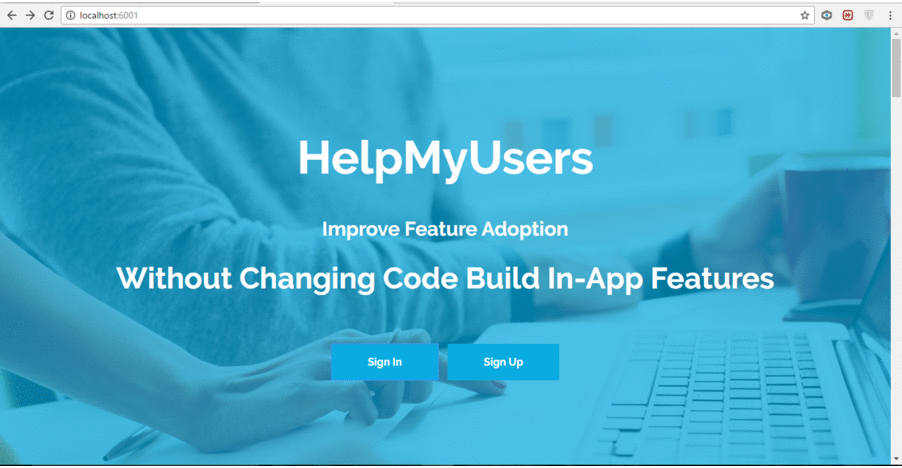 localhost:6001
HelpMyUsers
Improve Feature Adoption
Without Changing Code Build In-App Features
Sign In
Sign Up